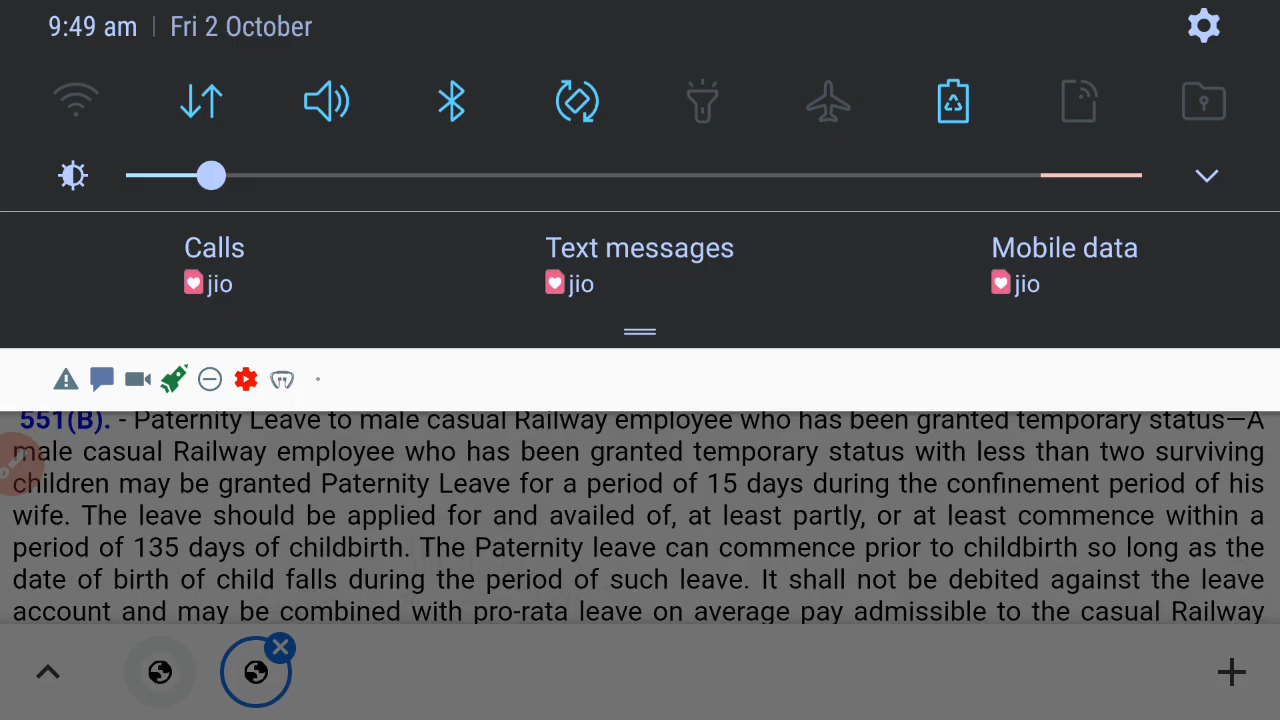 9:49 am | Fri 2 October
Calls
jio
Text messages
jio
Mobile data
jio
551(B). - Paternity Leave to male casual Railway employee who has been granted temporary status—A
male casual Railway employee who has been granted temporary status with less than two surviving
children may be granted Paternity Leave for a period of 15 days during the confinement period of his
wife. The leave should be applied for and availed of, at least partly, or at least commence within a
period of 135 days of childbirth. The Paternity leave can commence prior to childbirth so long as the
date of birth of child falls during the period of such leave. It shall not be debited against the leave
account and may be combined with pro-rata leave on average pay admissible to the casual Railway